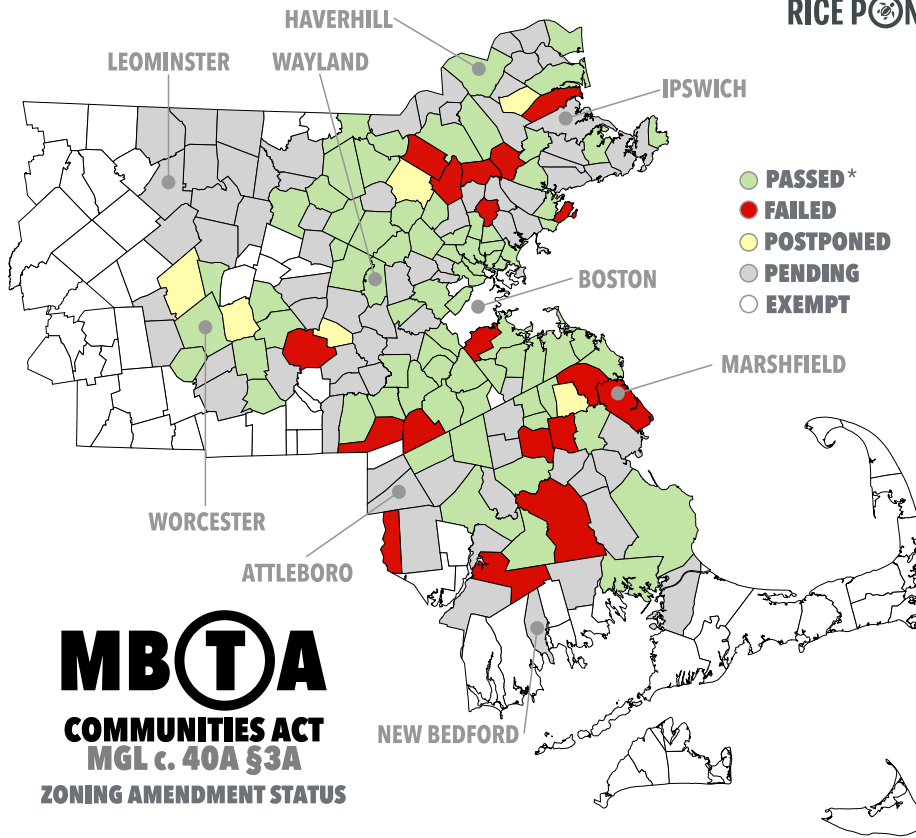 RICE P
HAVERHILL
LEOMINSTER
WAYLAND
IPSWICH
PASSED*
FAILED
POSTPONED
PENDING
EXEMPT
BOSTON
MARSHFIELD
WORCESTER
ATTLEBORO
NEW BEDFORD
MBTA
COMMUNITIES ACT
MGL c. 40A §3A
ZONING AMENDMENT STATUS